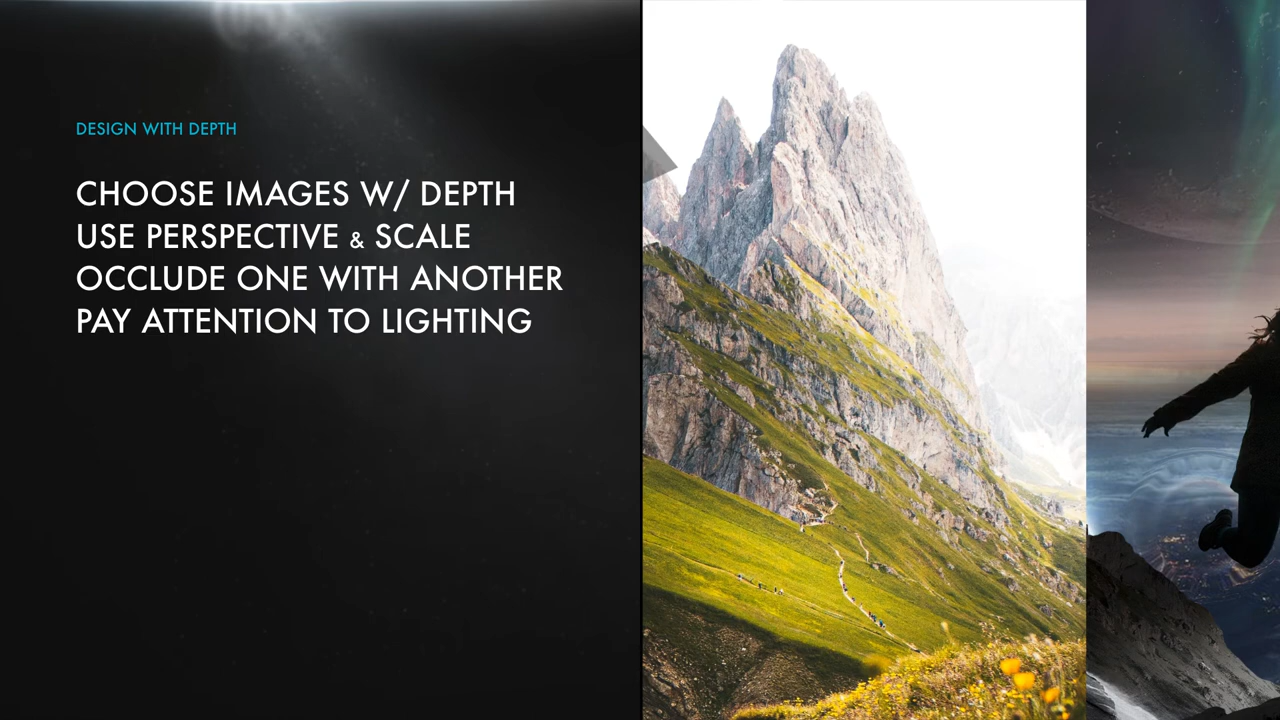 DESIGN WITH DEPTH
CHOOSE IMAGES W/ DEPTH
USE PERSPECTIVE & SCALE
OCCLUDE ONE WITH ANOTHER
PAY ATTENTION TO LIGHTING